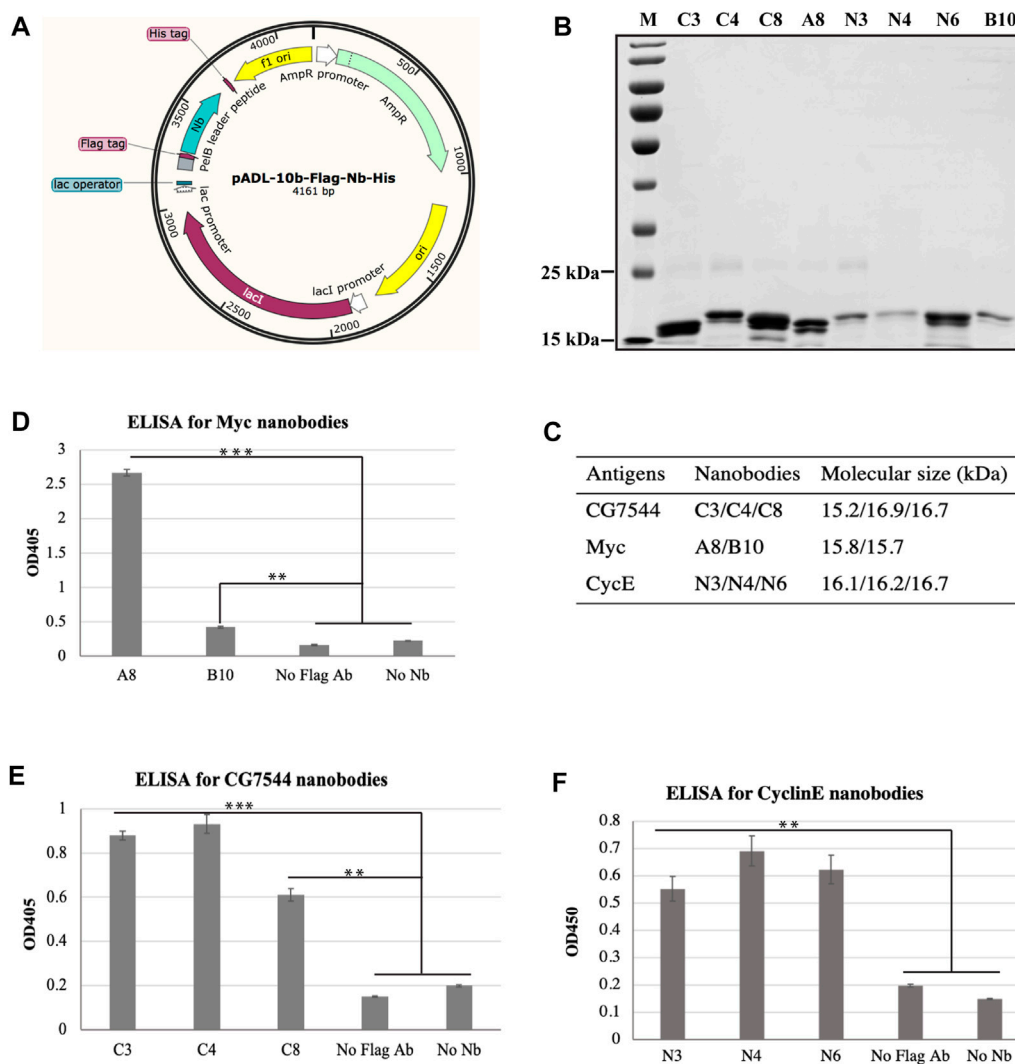 A
His tag
4000
f1 ori
AmpR promoter
500
AmpR
3500
Nb
PelB leader peptide
Flag tag
1000
lac operator
pADL-10b-Flag-Nb-His
4161 bp
3000
lac promoter
lacI
lacI promoter
ori
1500
2500
2000
B
M C3 C4 C8 A8 N3 N4 N6 B10
25 kDa
15 kDa
D
ELISA for Myc nanobodies
***
**
3
2.5
2
1.5
1
0.5
0
OD405
A8 B10 No Flag Ab No Nb
C
Antigens Nanobodies Molecular size (kDa)
CG7544 C3/C4/C8 15.2/16.9/16.7
Myc A8/B10 15.8/15.7
CycE N3/N4/N6 16.1/16.2/16.7
E
ELISA for CG7544 nanobodies
***
**
1
0.8
0.6
0.4
0.2
0
OD405
C3 C4 C8 No Flag Ab No Nb
F
ELISA for CyclinE nanobodies
**
0.8
0.7
0.6
0.5
0.4
0.3
0.2
0.1
0
OD450
N3 N4 N6 No Flag Ab No Nb